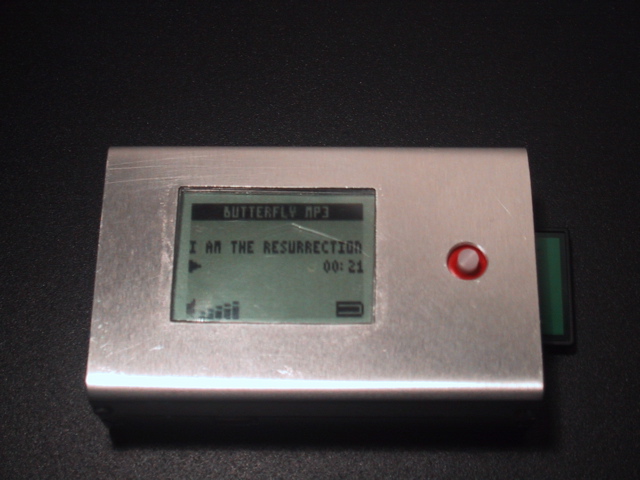 BUTTERFLY MP3
I AM THE RESURRECTION
00:21